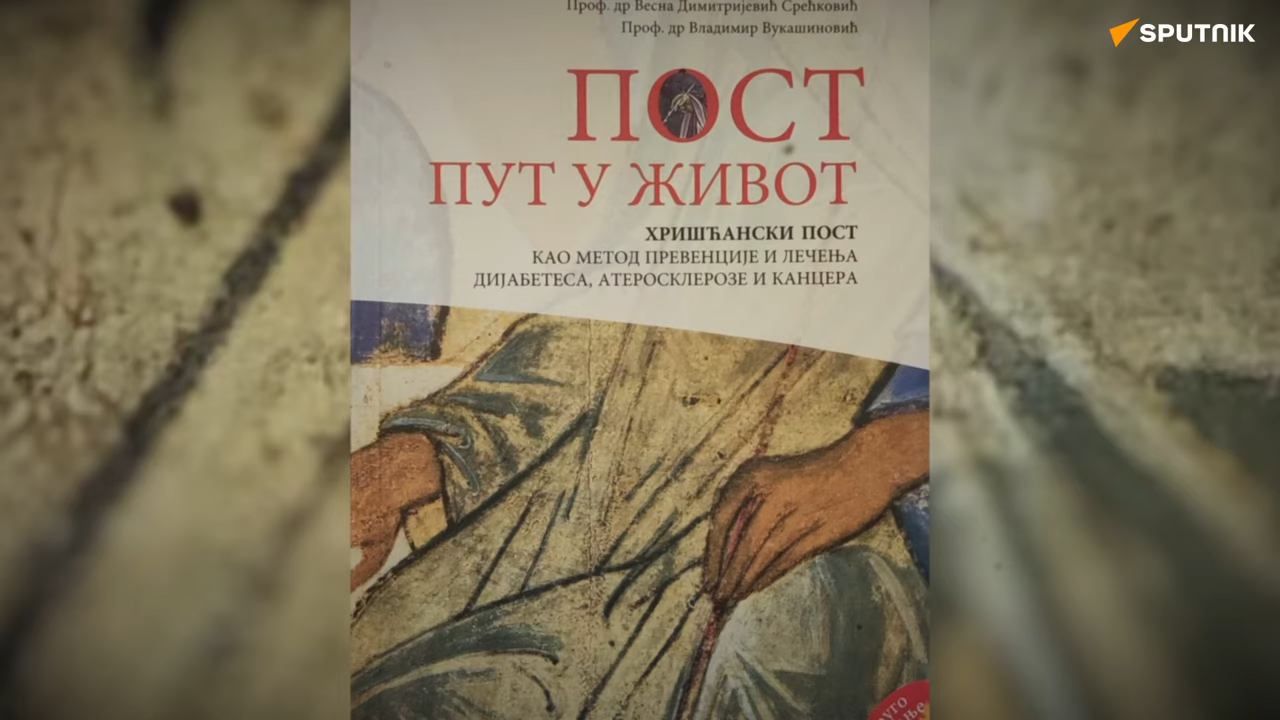 Проф. др Весна Димитријевић Срећковић
Проф. др Владимир Вукашиновић
SPUTNIK
ПОСТ
ПУТ У ЖИВОТ
ХРИШЋАНСКИ ПОСТ
КАО МЕТОД ПРЕВЕНЦИЈЕ И ЛЕЧЕЊА
ДИЈАБЕТЕСА, АТЕРОСКЛЕРОЗЕ И КАНЦЕРА